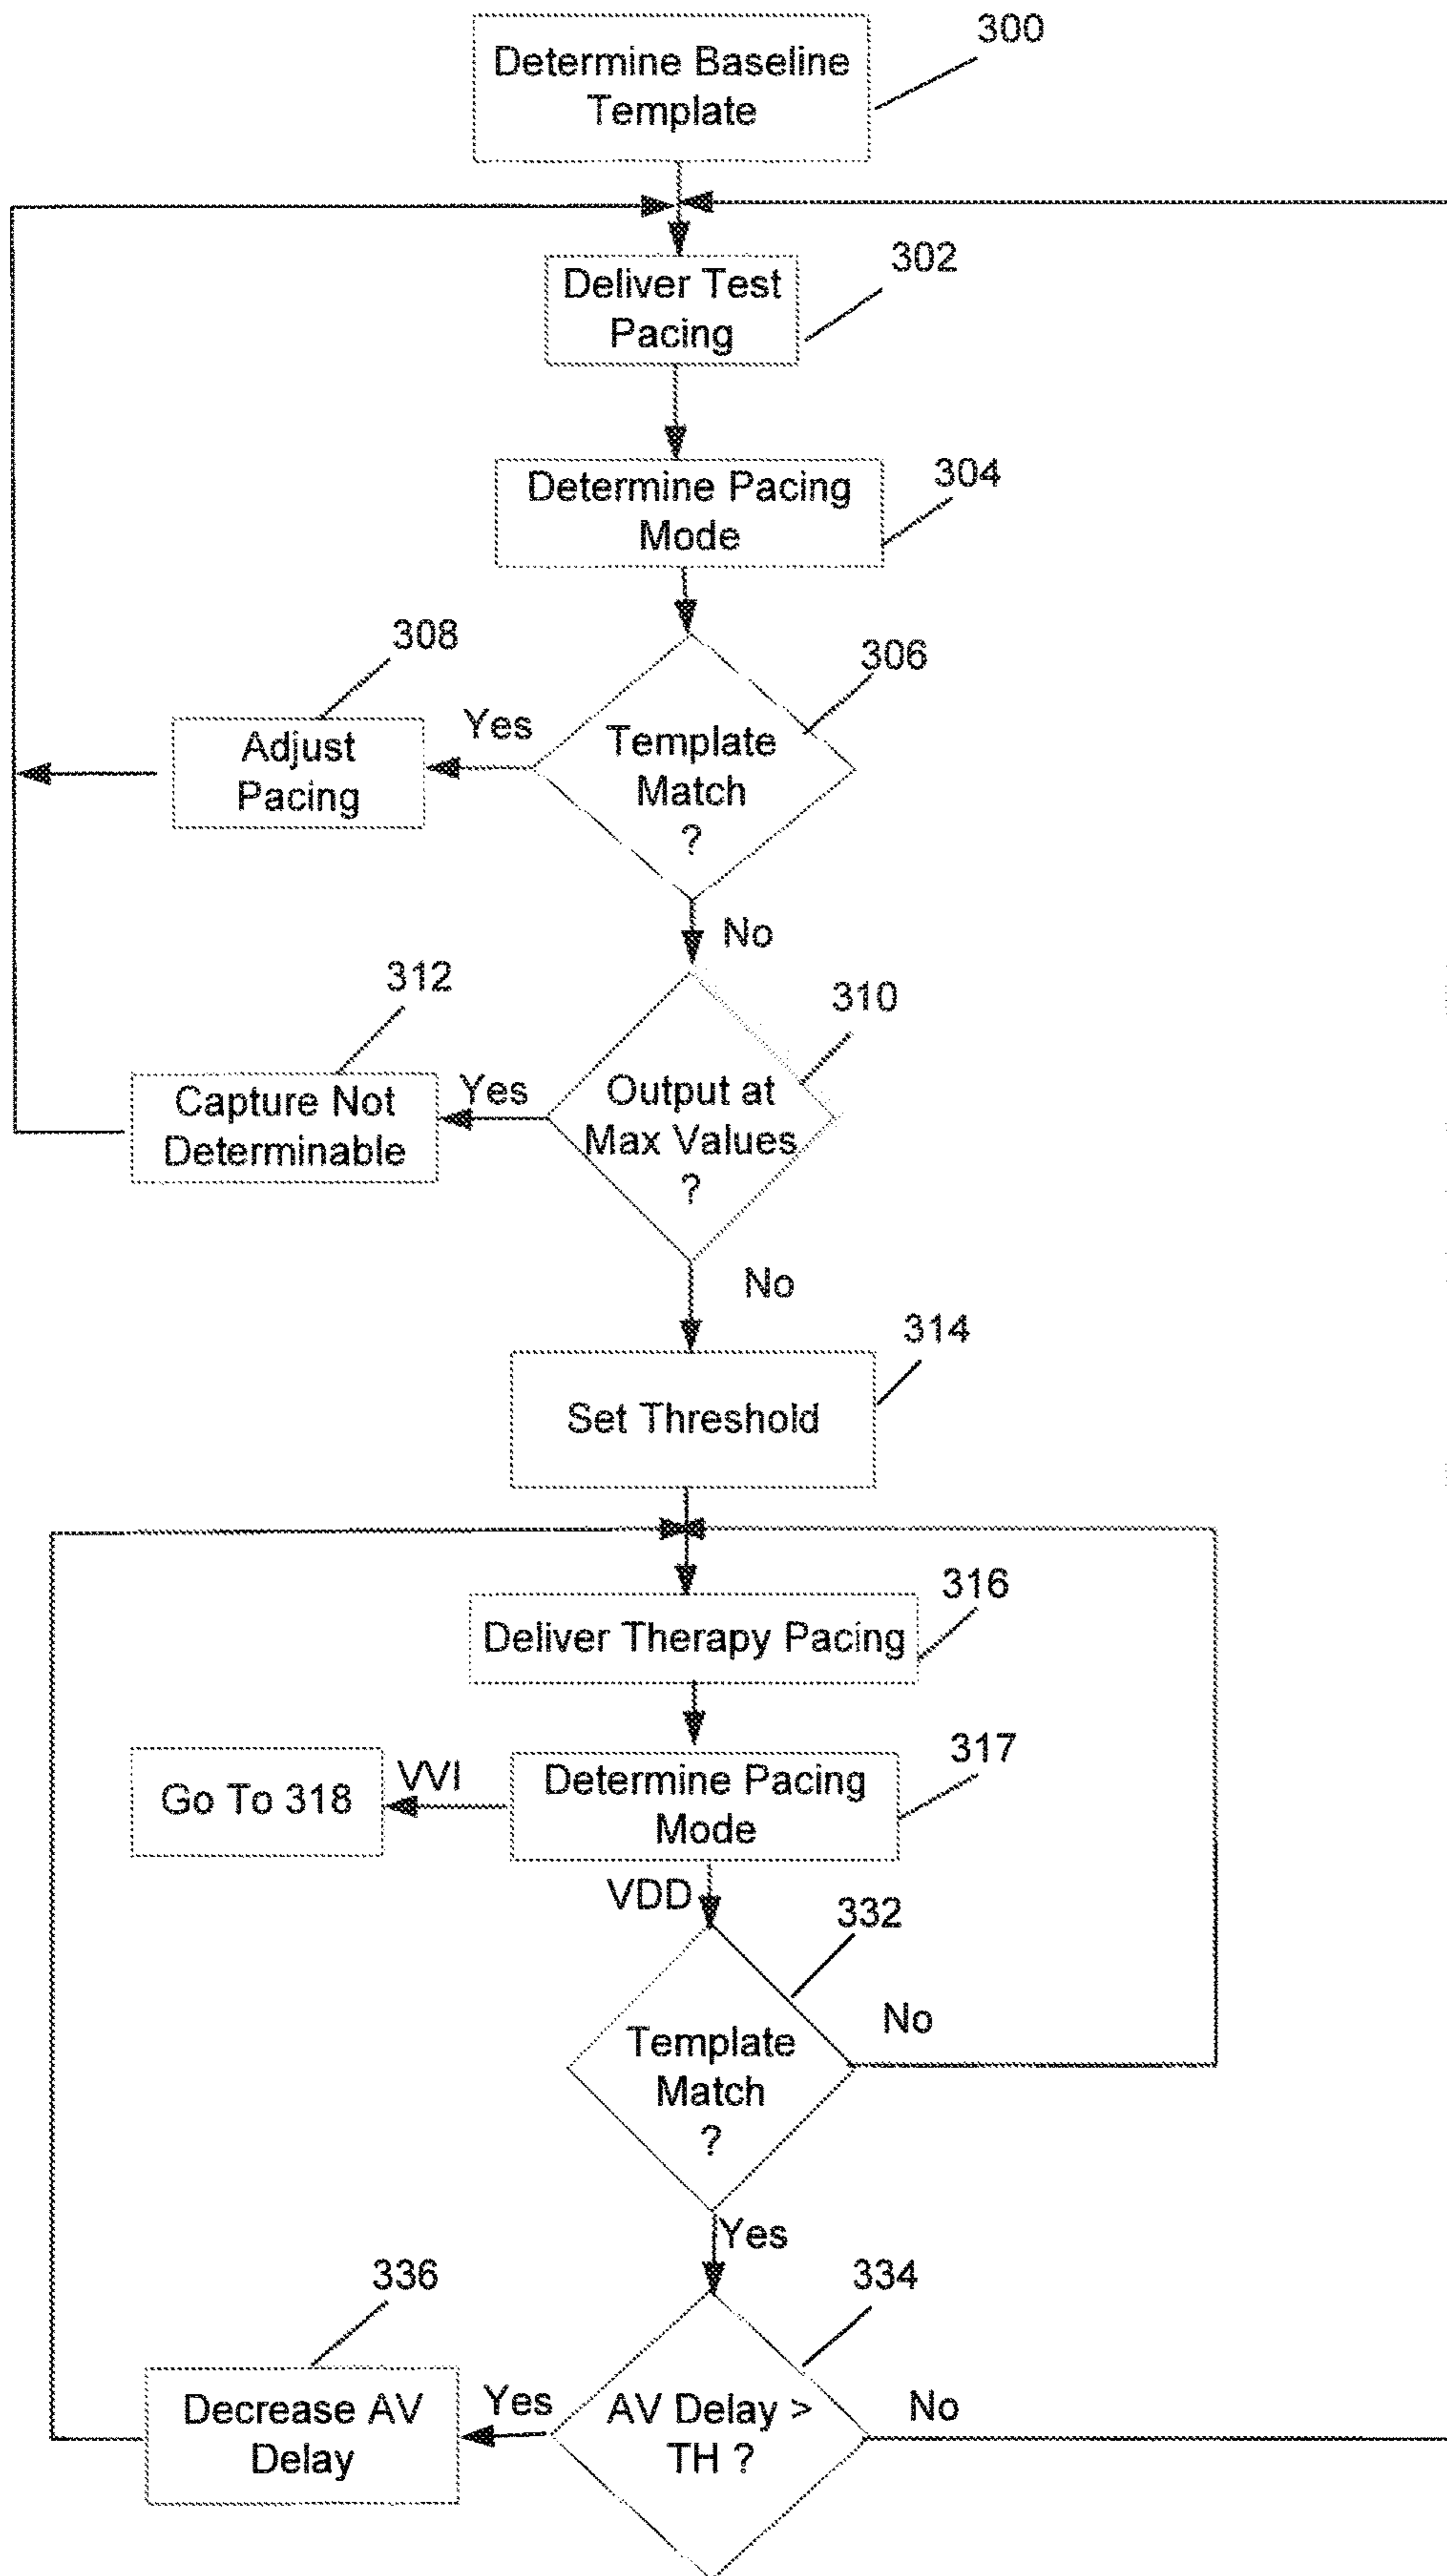 300
Determine Baseline
Template
302
Deliver Test
Pacing
304
Determine Pacing
Mode
308
306
Adjust
Pacing
Yes
Template
Match
?
No
312
310
Capture Not
Determinable
Yes
Output at
Max Values
?
No
314
Set Threshold
316
Deliver Therapy Pacing
317
Go To 318
VVI
Determine Pacing
Mode
VDD
332
No
Template
Match
?
Yes
336
334
Decrease AV
Delay
Yes
AV Delay >
TH ?
No